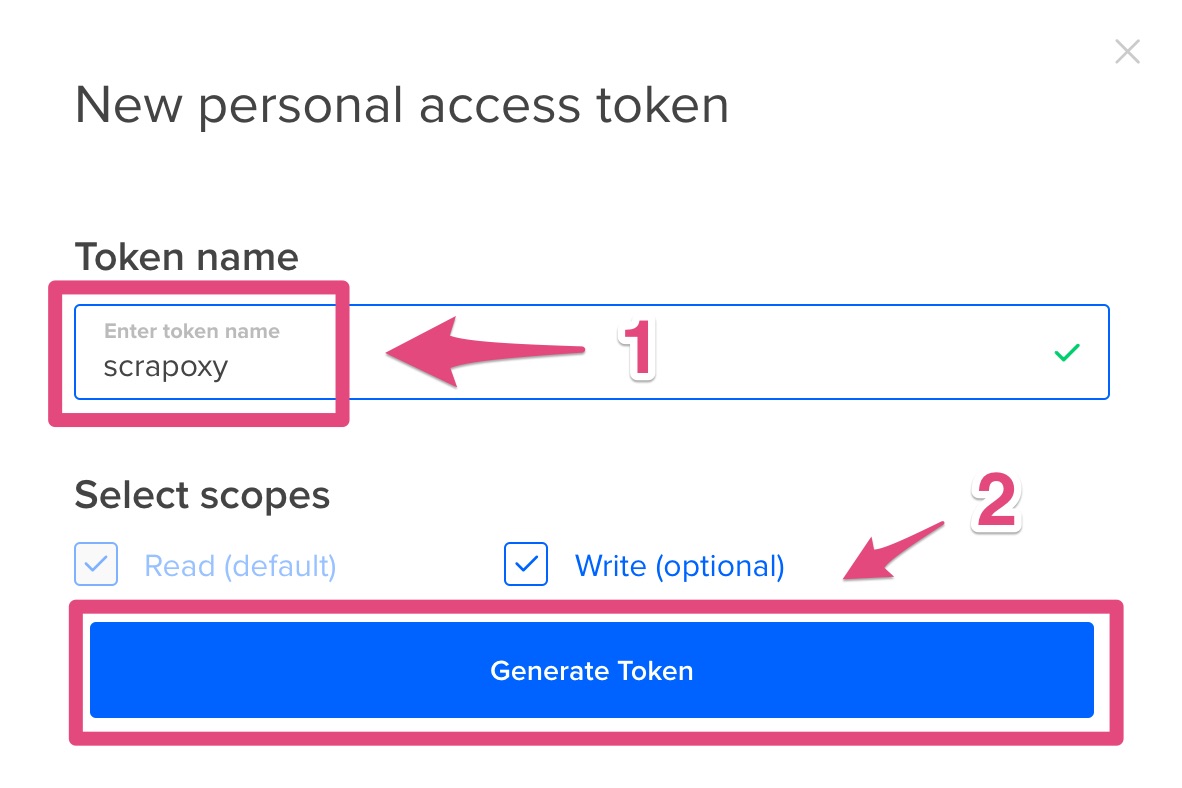 New personal access token
Token name
Enter token name
scrapoxy
1
Select scopes
2
Read (default) Write (optional)
Generate Token